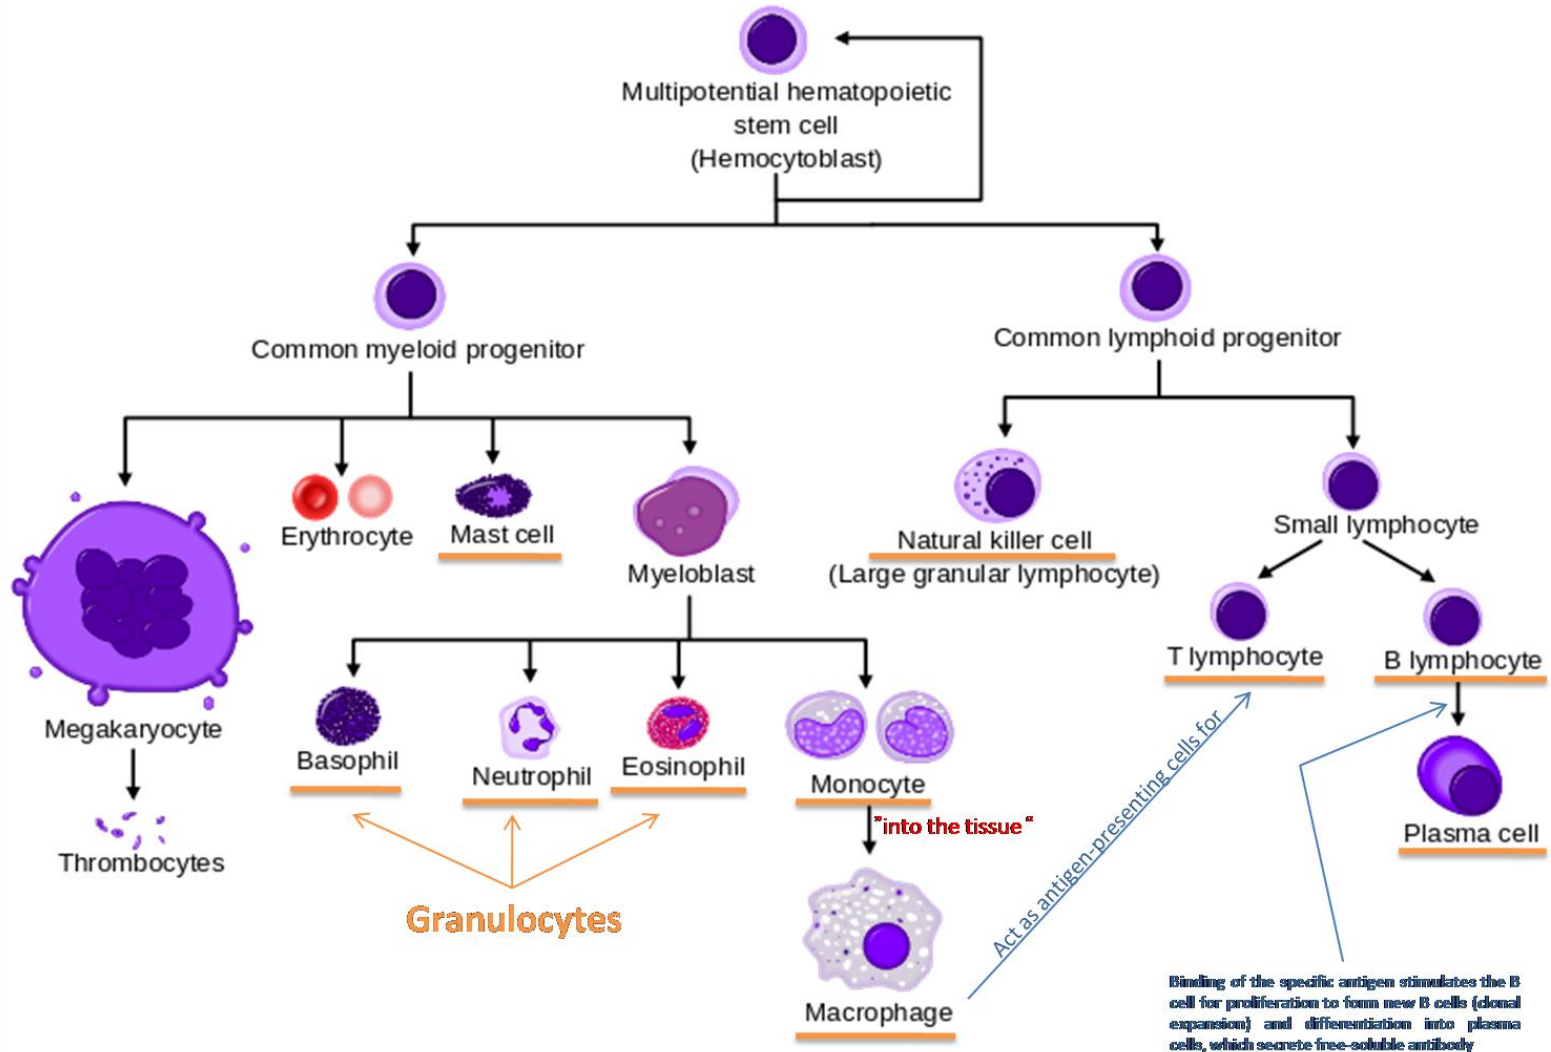 Multipotential hematopoietic
stem cell
(Hemocytoblast)
Common myeloid progenitor
Common lymphoid progenitor
Erythrocyte
Mast cell
Myeloblast
Natural killer cell
(Large granular lymphocyte)
Small lymphocyte
T lymphocyte
B lymphocyte
Megakaryocyte
Thrombocytes
Basophil
Neutrophil
Eosinophil
Monocyte
"into the tissue "
Plasma cell
Granulocytes
Macrophage
Act as antigen-presenting cells for
Binding of the specific antigen stimulates the B
cell for proliferation to form new B cells (clonal
expansion) and differentiation into plasma
cells, which secrete free-soluble antibody